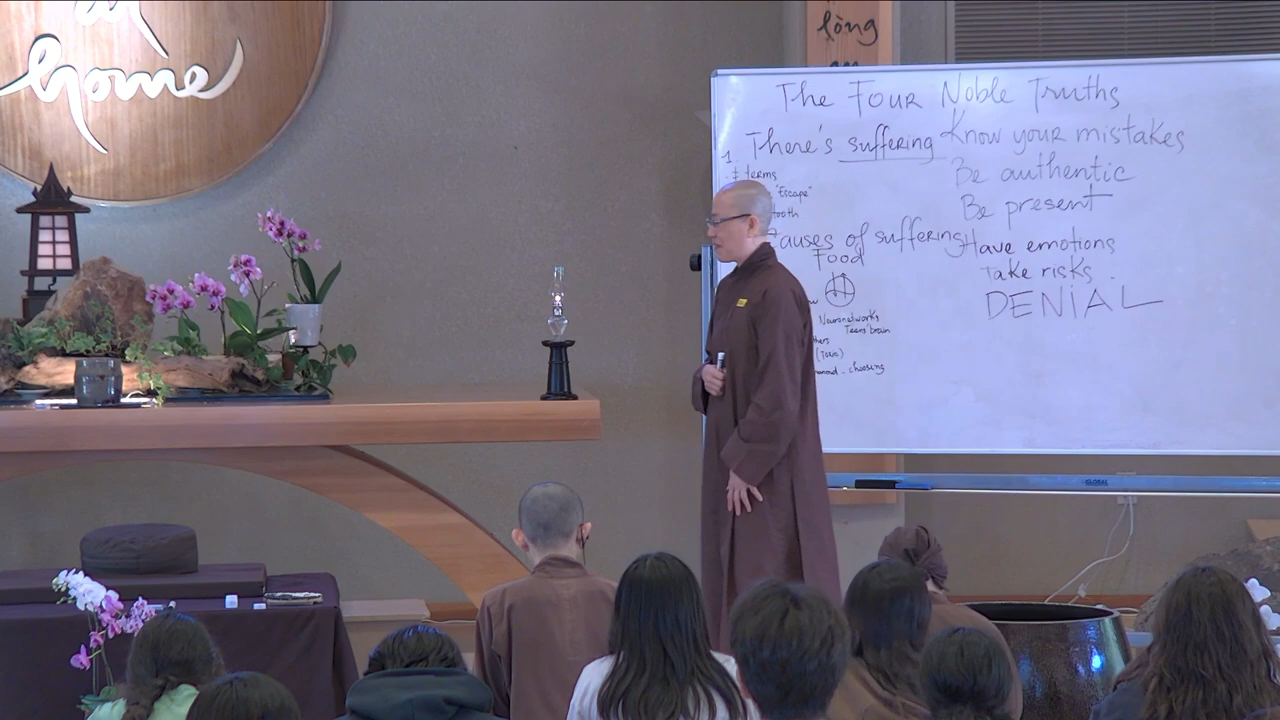 home
lòng
The Four Noble Truths
1 There's suffering
≠ terms
"Escape"
tooth
Causes of suffering
Food
Neuronetworks
Teens brain
(Toxic)
choosing
Know your mistakes
Be authentic
Be present
Have emotions
Take risks
DENIAL
GLOBAL